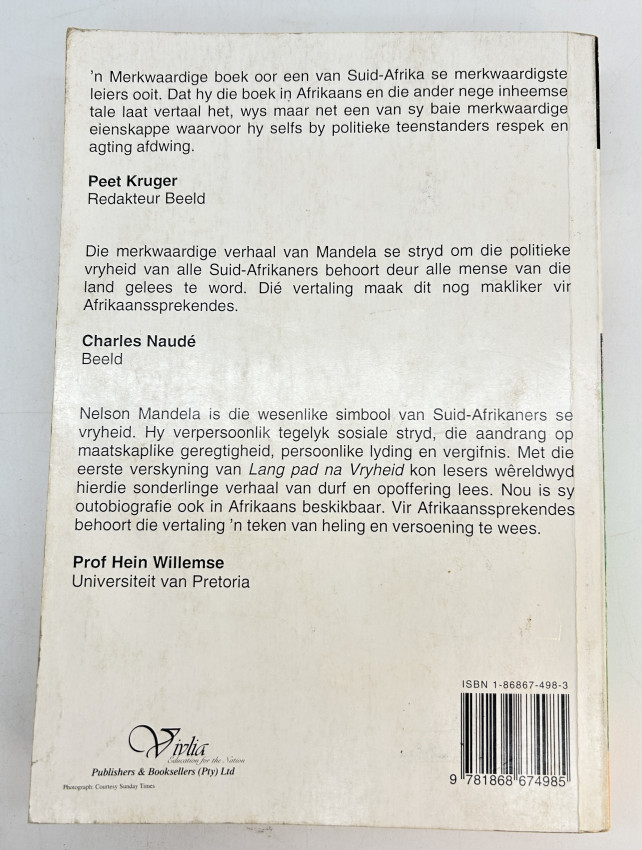 'n Merkwaardige boek oor een van Suid-Afrika se merkwaardigste
leiers ooit. Dat hy die boek in Afrikaans en die ander nege inheemse
tale laat vertaal het, wys maar net een van sy baie merkwaardige
eienskappe waarvoor hy selfs by politieke teenstanders respek en
agting afdwing.
Peet Kruger
Redakteur Beeld
Die merkwaardige verhaal van Mandela se stryd om die politieke
vryheid van alle Suid-Afrikaners behoort deur alle mense van die
land gelees te word. Dié vertaling maak dit nog makliker vir
Afrikaanssprekendes.
Charles Naudé
Beeld
Nelson Mandela is die wesenlike simbool van Suid-Afrikaners se
vryheid. Hy verpersoonlik tegelyk sosiale stryd, die aandrang op
maatskaplike geregtigheid, persoonlike lyding en vergifnis. Met die
eerste verskyning van Lang pad na Vryheid kon lesers wêreldwyd
hierdie sonderlinge verhaal van durf en opoffering lees. Nou is sy
outobiografie ook in Afrikaans beskikbaar. Vir Afrikaanssprekendes
behoort die vertaling 'n teken van heling en versoening te wees.
Prof Hein Willemse
Universiteit van Pretoria
ISBN 1-86867-498-3
9 781868 674985
Vivlia
Education for the Nation
Publishers & Booksellers (Pty) Ltd
Photograph: Courtesy Sunday Times